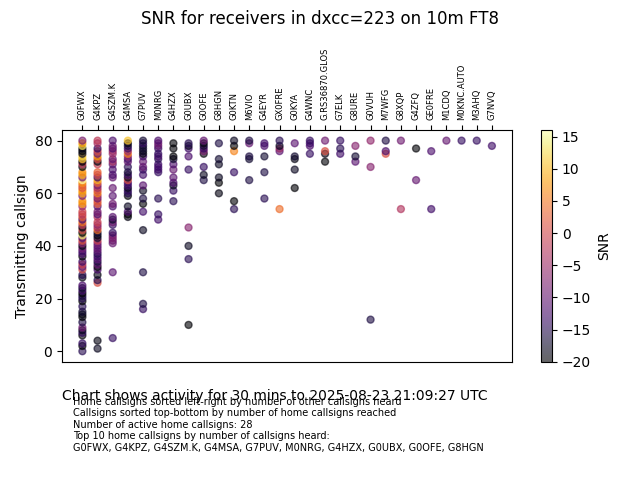 SNR for receivers in dxcc=223 on 10m FT8
G0FWX
G4KPZ
G4SZM.K
G4MSA
G7PUV
M0NRG
G4HZX
G0UBX
G0OFE
G8HGN
G0KTN
M6VIO
G4EYR
GX0FRE
G0KYA
G4WNC
G.RS36870.GLOS
G7ELK
G8URE
G0VUH
M7WFG
G8XQP
G4ZFQ
GE0FRE
M1CDQ
M0XNC.AUTO
M3AHQ
G7NVQ
80
60
40
20
0
Transmitting callsign
15
10
5
0
−5
−10
−15
−20
SNR
Chart shows activity for 30 mins to 2025-08-23 21:09:27 UTC
Home callsigns sorted left-right by number of other callsigns heard
Callsigns sorted top-bottom by number of home callsigns reached
Number of active home callsigns: 28
Top 10 home callsigns by number of callsigns heard:
G0FWX, G4KPZ, G4SZM.K, G4MSA, G7PUV, M0NRG, G4HZX, G0UBX, G0OFE, G8HGN